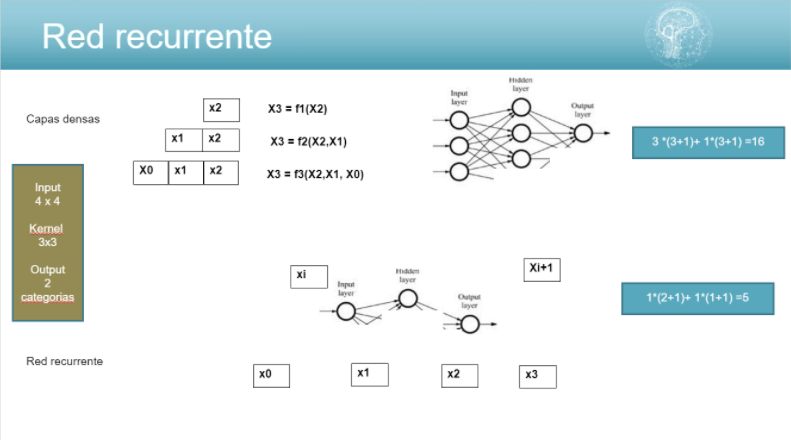 Red recurrente
Capas densas
x2
X3 = f1(X2)
x1 x2
X3 = f2(X2,X1)
X0 x1 x2
X3 = f3(X2,X1, X0)
Input
layer
Hidden
layer
Output
layer
3 *(3+1)+ 1*(3+1) =16
Input
4 x 4
Kernel
3x3
Output
2
categorias
xi
Input
layer
Hidden
layer
Output
layer
Xi+1
1*(2+1)+ 1*(1+1) =5
Red recurrente
x0
x1
x2
x3